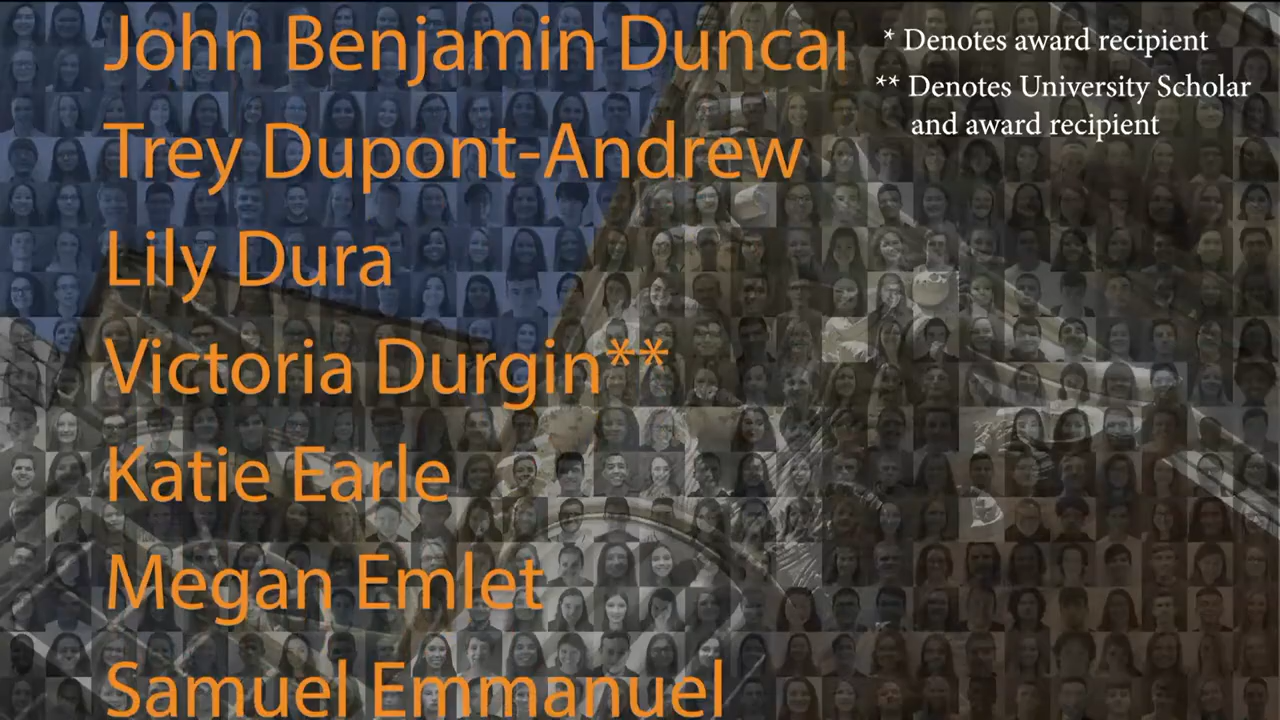 John Benjamin
Trey Dupont-Andrew
Lily Dura
Victoria Durgin**
Katie Earle
Megan Emlet
Samuel Emmanuel
* Denotes award recipient
** Denotes University Scholar
and award recipient